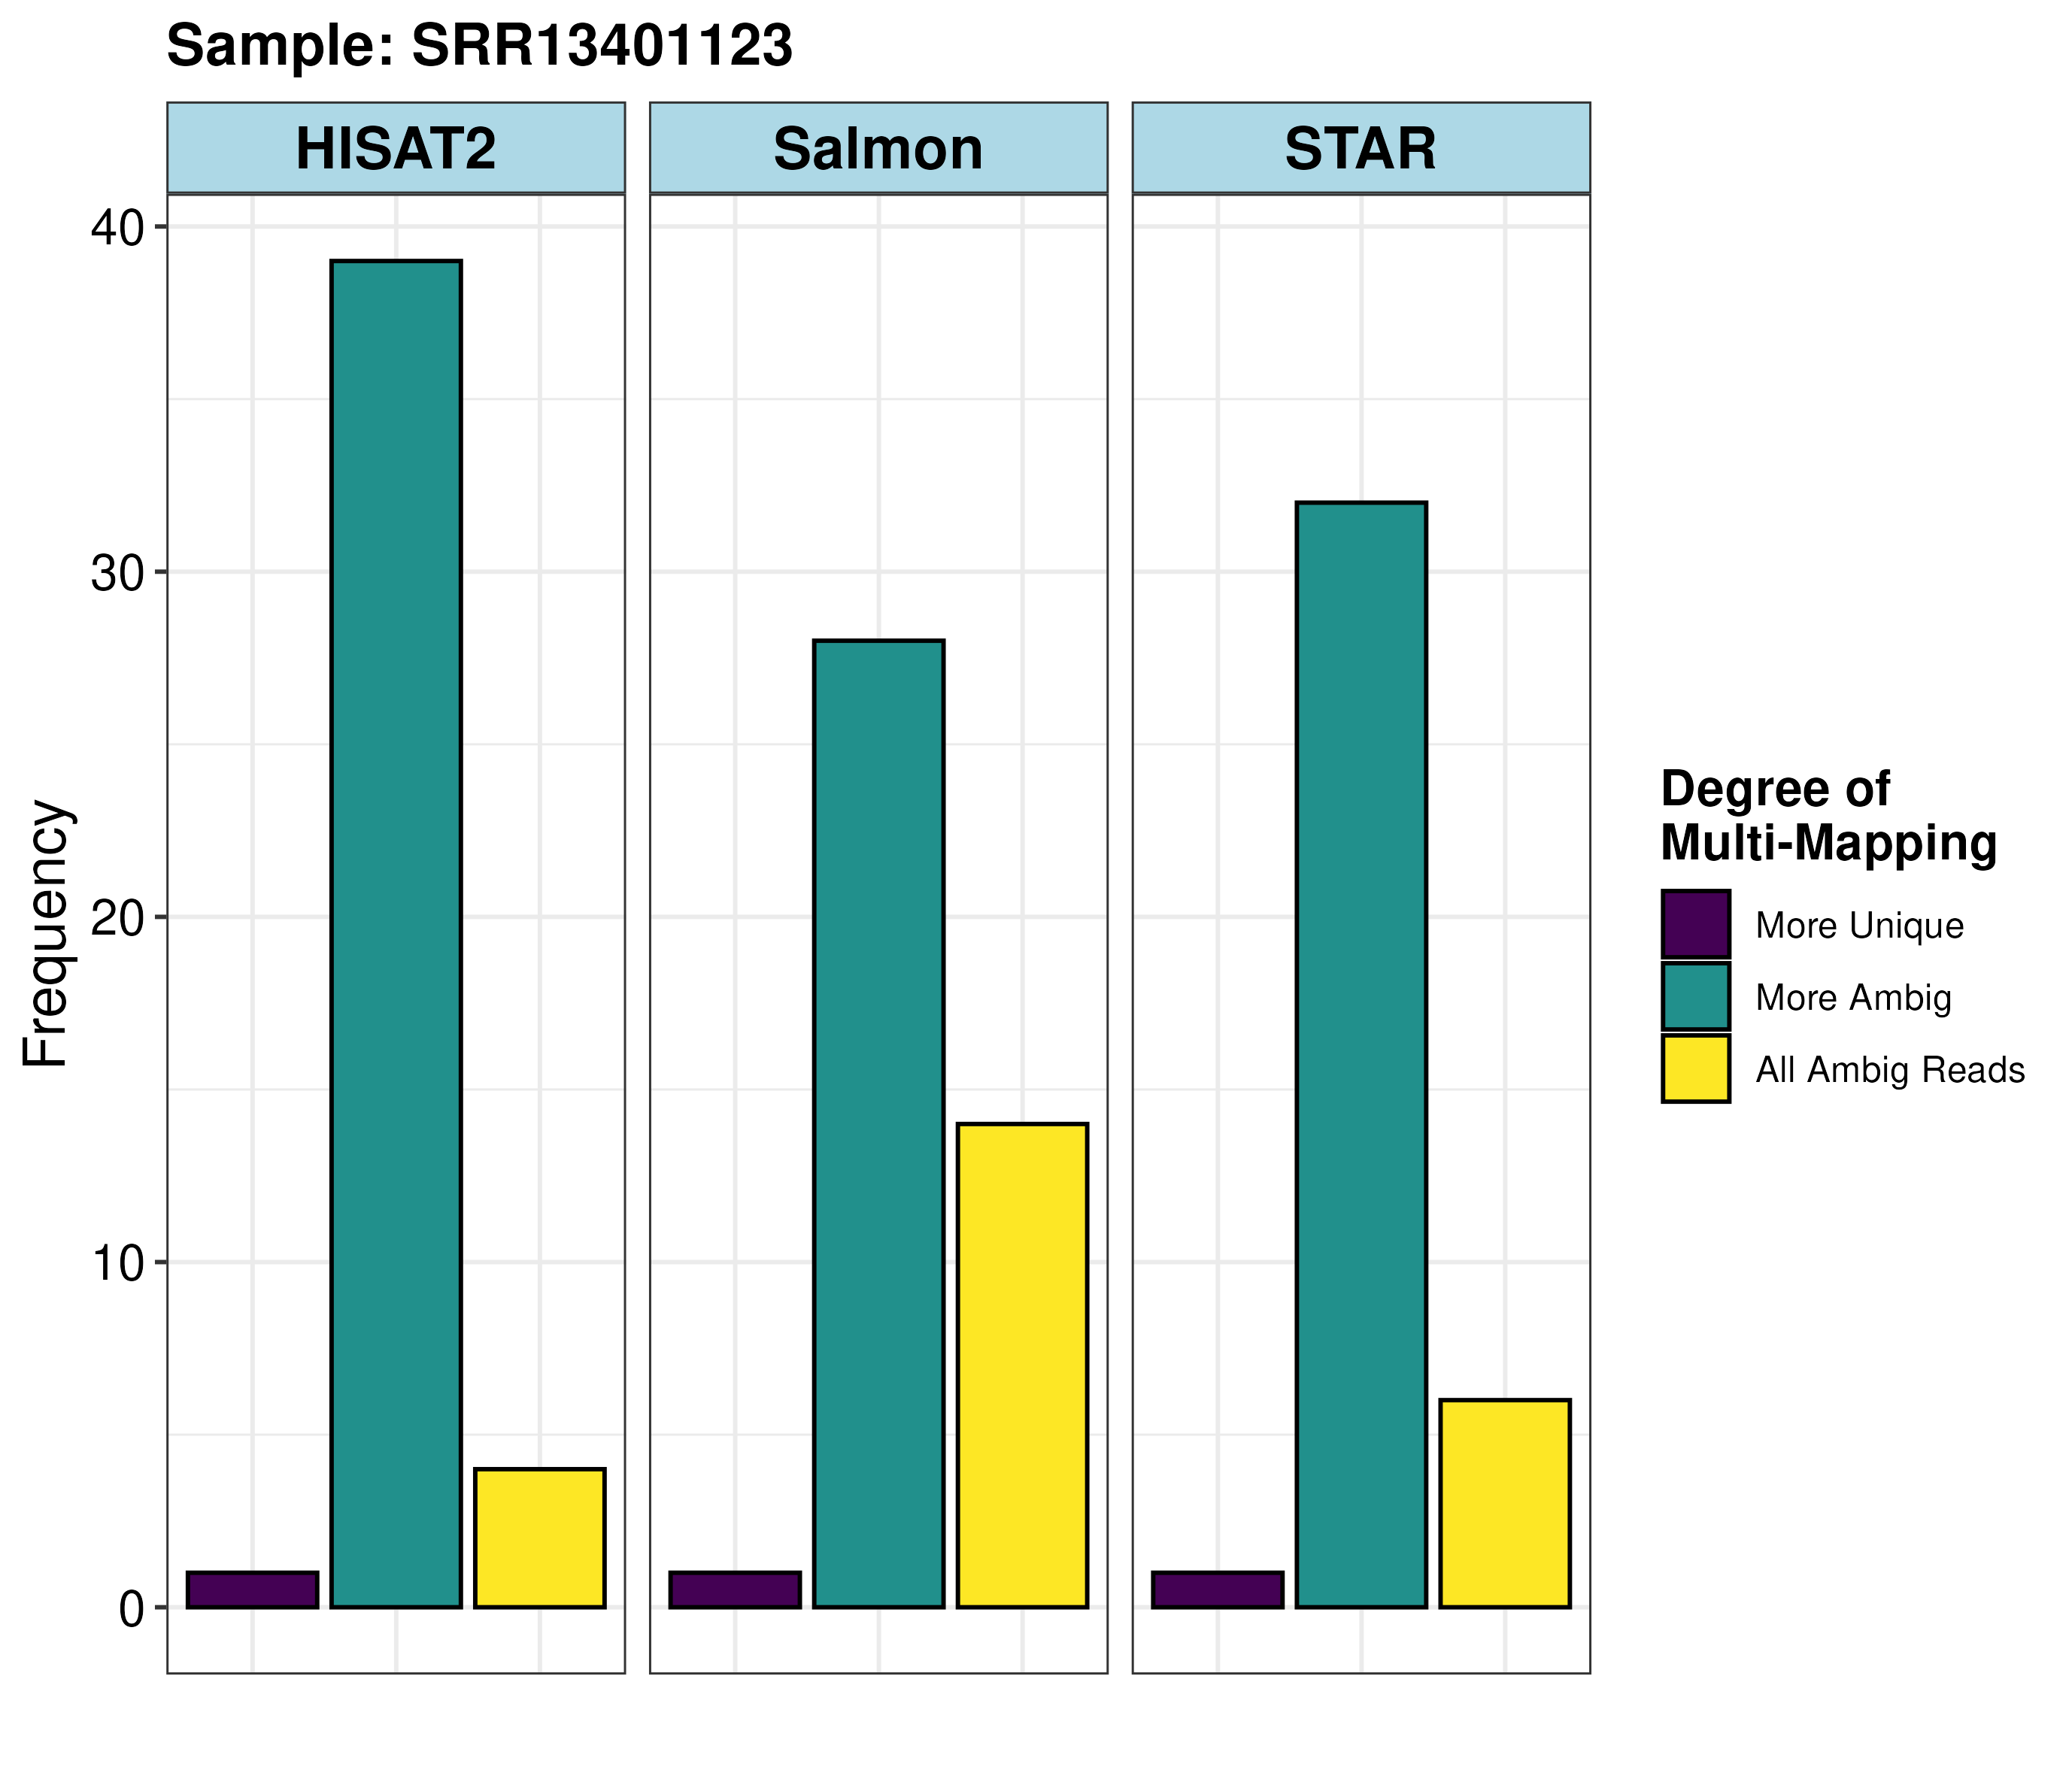 Sample: SRR13401123
HISAT2
Salmon
STAR
40
30
20
10
0
Frequency
Degree of
Multi-Mapping
More Unique
More Ambig
All Ambig Reads